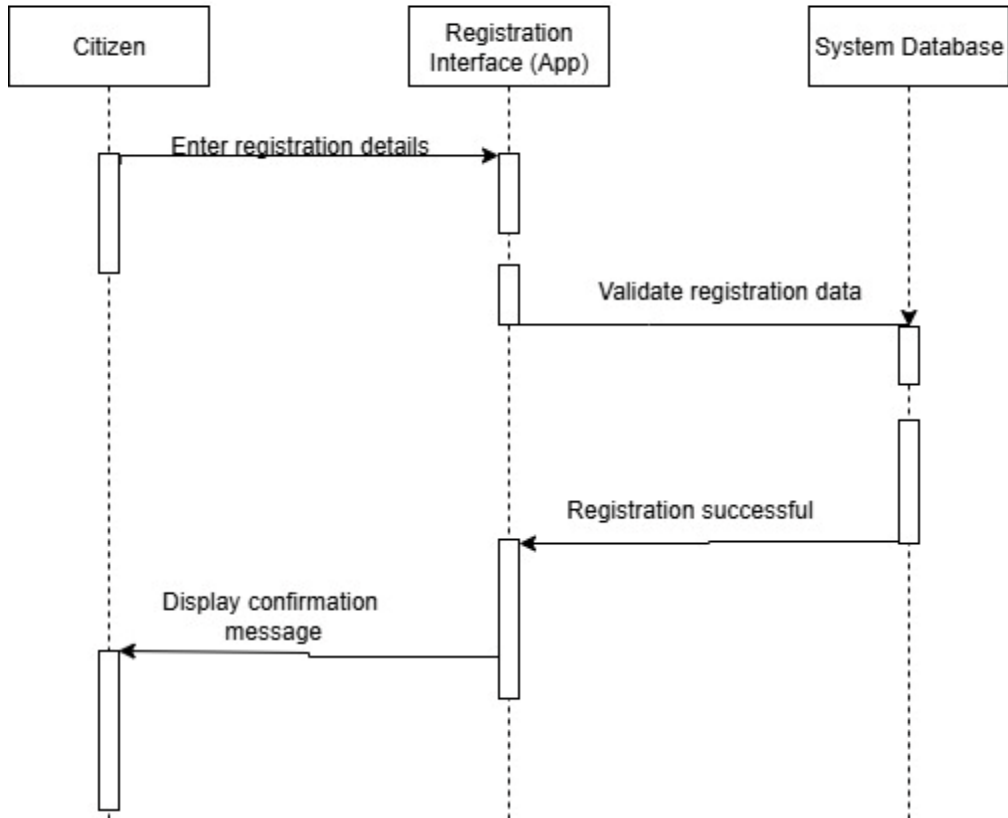 Citizen
Registration
Interface (App)
System Database
Enter registration details
Validate registration data
Registration successful
Display confirmation
message